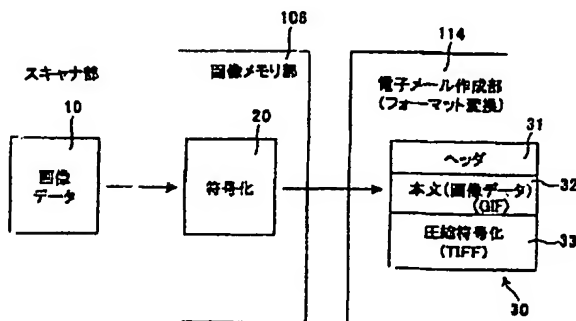 106
114
スキャナ部
画像メモリ部
電子メール作成部
(フォーマット変換)
10
20
31
画像
データ
符号化
ヘッダ
32
本文(画像データ)
(GIF)
圧縮符号化
(TIFF)
33
30